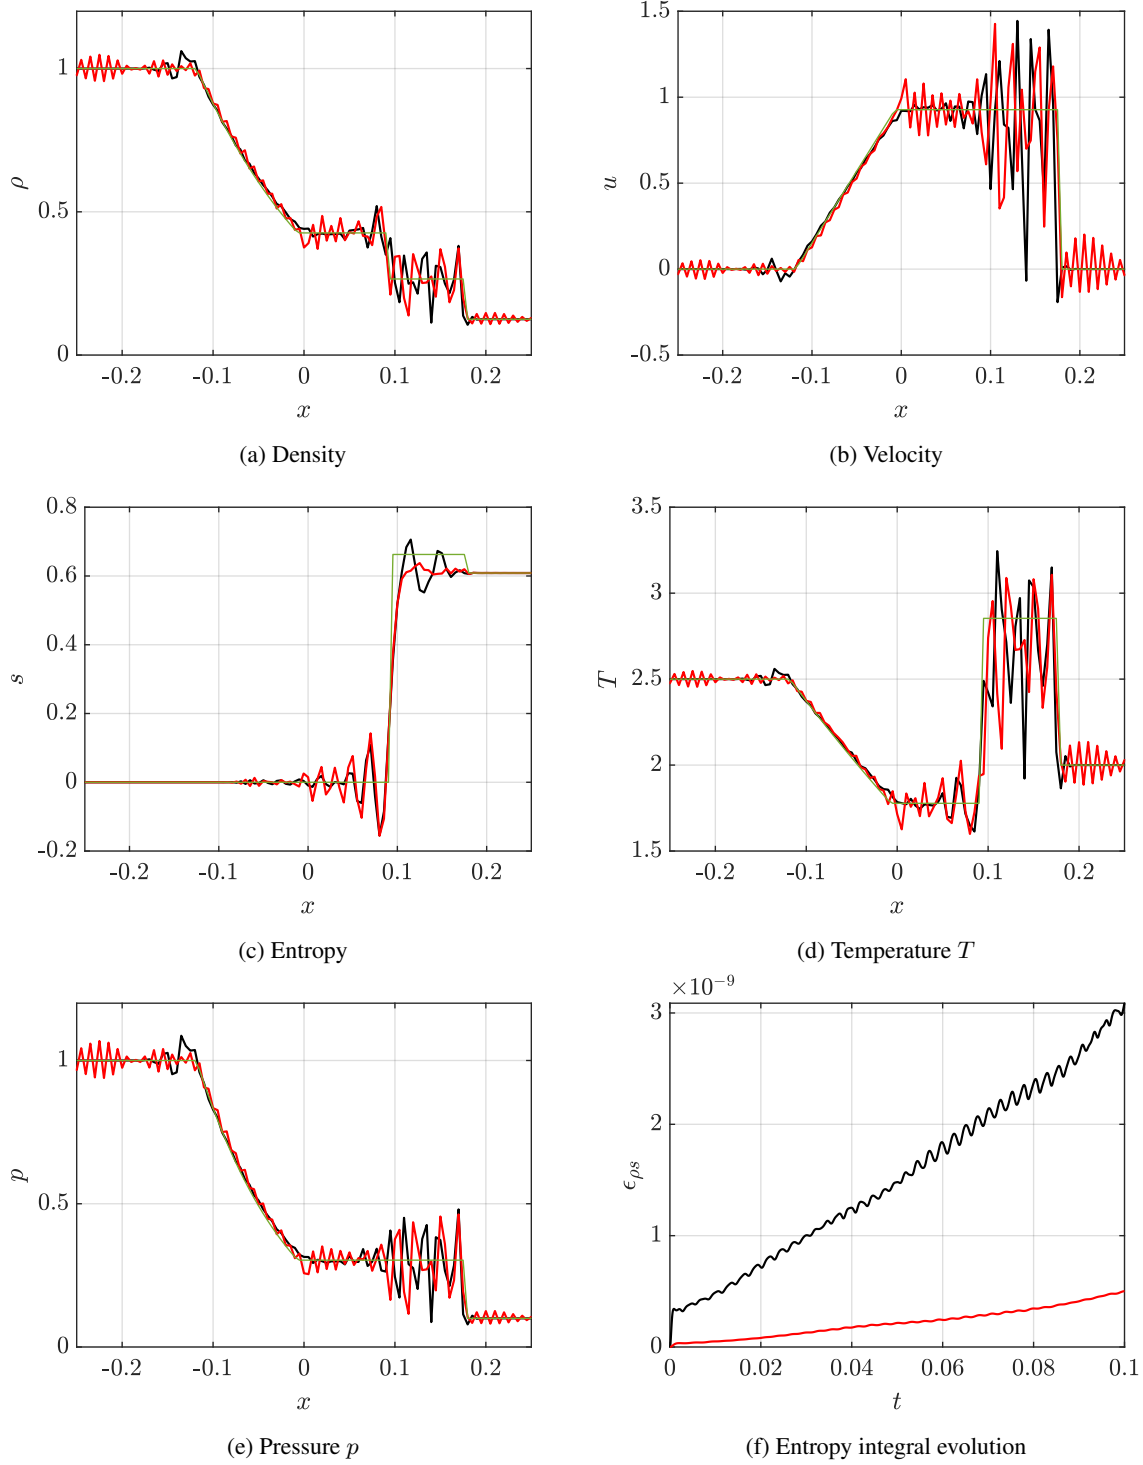 ρ
1
0.5
0
-0.2 -0.1 0 0.1 0.2
x
(a) Density
u
1.5
1
0.5
0
-0.5
-0.2 -0.1 0 0.1 0.2
x
(b) Velocity
s
0.8
0.6
0.4
0.2
0
-0.2
-0.2 -0.1 0 0.1 0.2
x
(c) Entropy
T
3.5
3
2.5
2
1.5
-0.2 -0.1 0 0.1 0.2
x
(d) Temperature T
p
1
0.5
0
-0.2 -0.1 0 0.1 0.2
x
(e) Pressure p
×10⁻⁹
ϵρs
3
2
1
0
0 0.02 0.04 0.06 0.08 0.1
t
(f) Entropy integral evolution